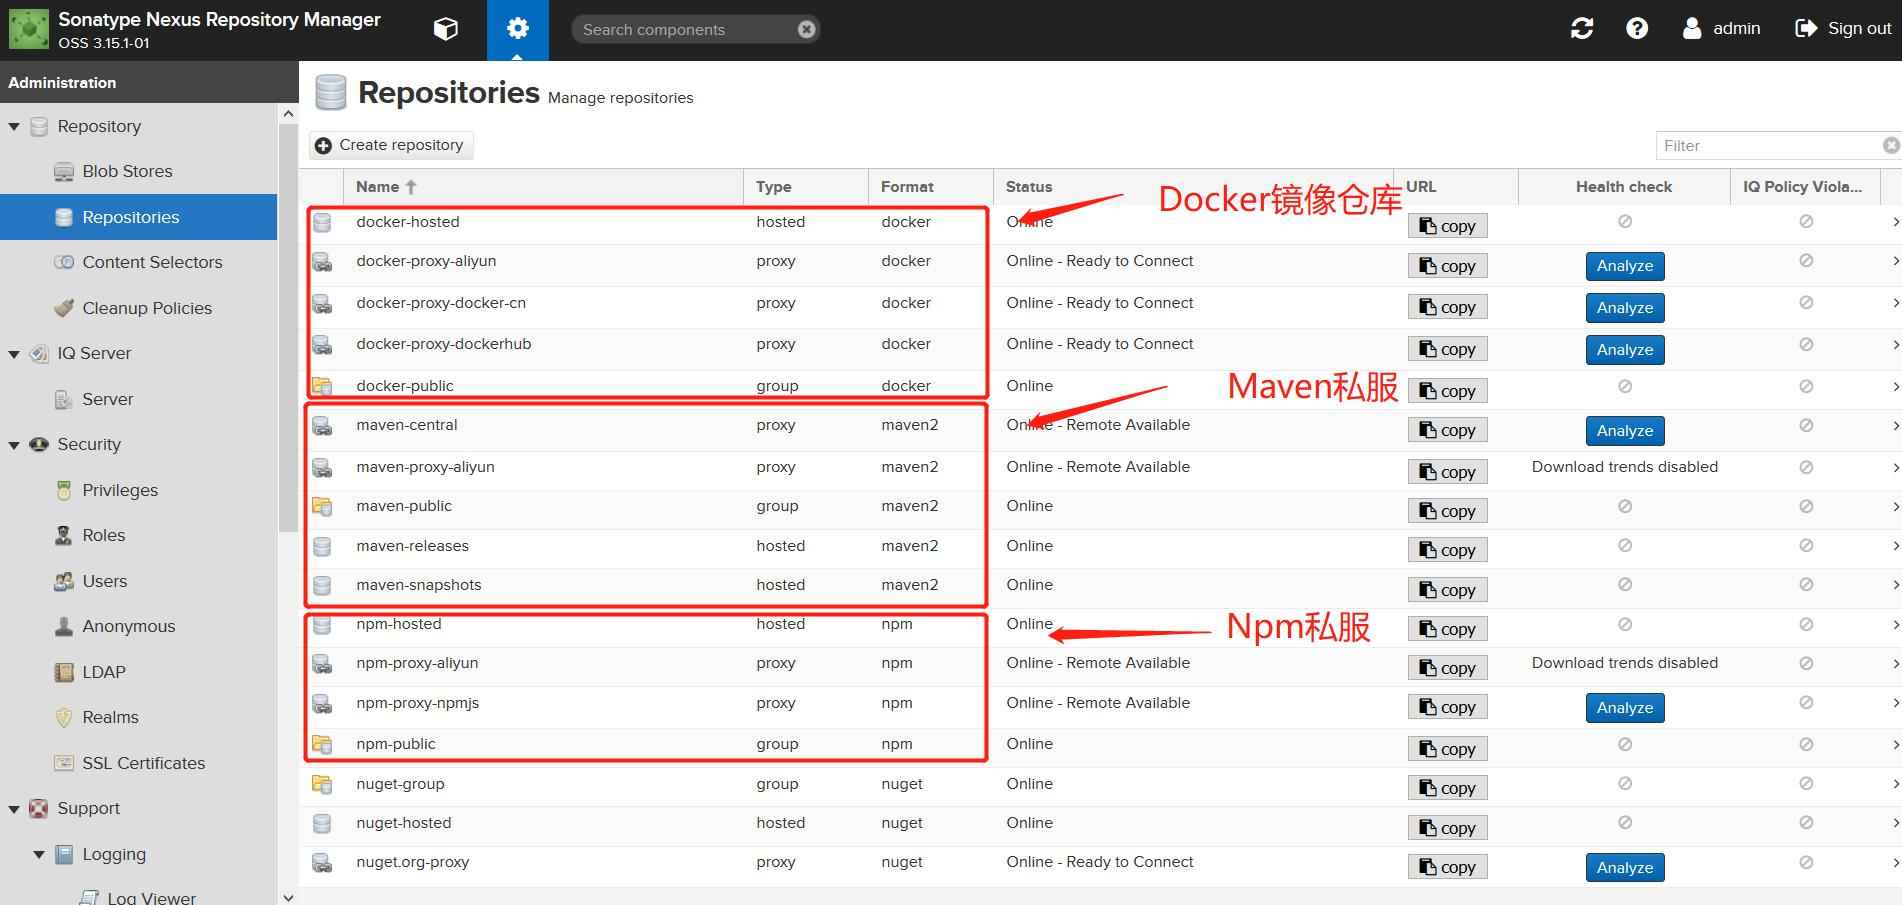 Sonatype Nexus Repository Manager
OSS 3.15.1-01
Search components
admin
Sign out
Administration
Repository
Blob Stores
Repositories
Content Selectors
Cleanup Policies
IQ Server
Server
Security
Privileges
Roles
Users
Anonymous
LDAP
Realms
SSL Certificates
Support
Logging
Log Viewer
Repositories Manage repositories
Create repository
Filter
Name Type Format Status URL Health check IQ Policy Viola...
Docker镜像仓库
docker-hosted hosted docker Online copy
docker-proxy-aliyun proxy docker Online - Ready to Connect copy Analyze
docker-proxy-docker-cn proxy docker Online - Ready to Connect copy Analyze
docker-proxy-dockerhub proxy docker Online - Ready to Connect copy Analyze
docker-public group docker Online copy
Maven私服
maven-central proxy maven2 Online - Remote Available copy Analyze
maven-proxy-aliyun proxy maven2 Online - Remote Available copy Download trends disabled
maven-public group maven2 Online copy
maven-releases hosted maven2 Online copy
maven-snapshots hosted maven2 Online copy
npm-hosted hosted npm Online copy
Npm私服
npm-proxy-aliyun proxy npm Online - Remote Available copy Download trends disabled
npm-proxy-npmjs proxy npm Online - Remote Available copy Analyze
npm-public group npm Online copy
nuget-group group nuget Online copy
nuget-hosted hosted nuget Online copy
nuget.org-proxy proxy nuget Online - Ready to Connect copy Analyze